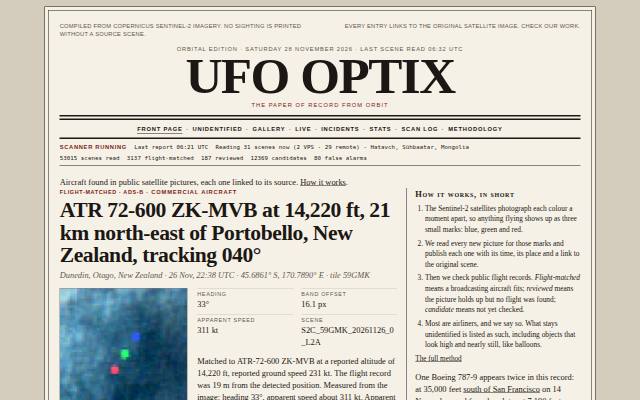 COMPILED FROM COPERNICUS SENTINEL-2 IMAGERY. NO SIGHTING IS PRINTED
WITHOUT A SOURCE SCENE.
EVERY ENTRY LINKS TO THE ORIGINAL SATELLITE IMAGE. CHECK OUR WORK.
ORBITAL EDITION · SATURDAY 28 NOVEMBER 2026 · LAST SCENE READ 06:32 UTC
UFO OPTIX
THE PAPER OF RECORD FROM ORBIT
FRONT PAGE · UNIDENTIFIED · GALLERY · LIVE · INCIDENTS · STATS · SCAN LOG · METHODOLOGY
SCANNER RUNNING Last report 06:21 UTC Reading 31 scenes now (2 VPS · 29 remote) · Matavch, Sühbaatar, Mongolia
53015 scenes read 3137 flight-matched 187 reviewed 12369 candidates 80 false alarms
Aircraft found in public satellite pictures, each one linked to its source. How it works.
FLIGHT-MATCHED · ADS-B · COMMERCIAL AIRCRAFT
ATR 72-600 ZK-MVB at 14,220 ft, 21
km north-east of Portobello, New
Zealand, tracking 040°
Dunedin, Otago, New Zealand · 26 Nov, 22:38 UTC · 45.6861° S, 170.7890° E · tile 59GMK
HEADING
33°
BAND OFFSET
16.1 px
APPARENT SPEED
311 kt
SCENE
S2C_59GMK_20261126_0
_L2A
Matched to ATR-72-600 ZK-MVB at a reported altitude of
14,220 ft, reported ground speed 231 kt. The flight record
was 19 m from the detected position. Measured from the
image: heading 33°, apparent speed about 311 kt. Apparent
HOW IT WORKS, IN SHORT
1. The Sentinel-2 satellites photograph each colour a
moment apart, so anything flying shows up as three
small marks: blue, green and red.
2. We read every new picture for those marks and
publish each one with its time, its place and a link to
the original scene.
3. Then we check public flight records. Flight-matched
means a broadcasting aircraft fits; reviewed means
the picture holds up but no flight was found;
candidate means not yet checked.
4. Most are airliners, and we say so. What stays
unidentified is listed as such, including objects that
look high and nearly still, like balloons.
The full method
One Boeing 787-9 appears twice in this record:
at 35,000 feet south of San Francisco on 14